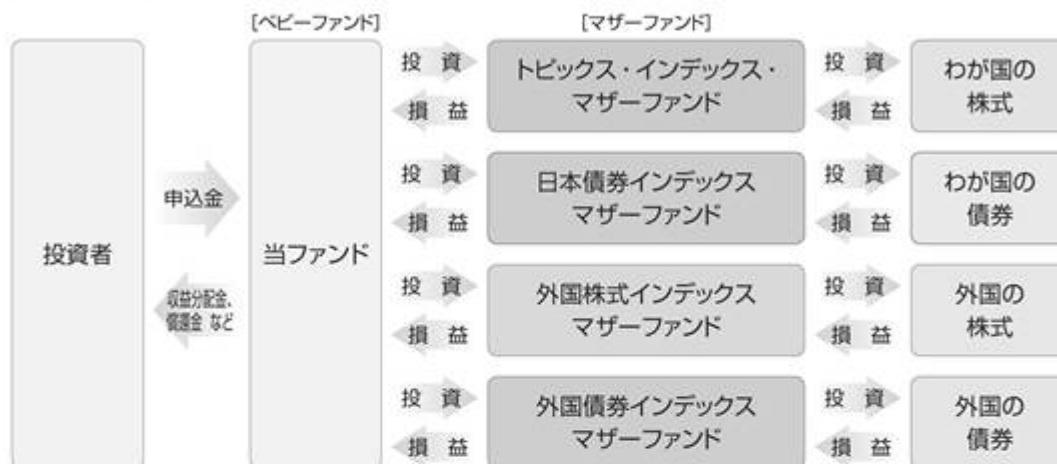 [ベビーファンド]
[マザーファンド]
投資者
申込金
収益分配金、
償還金 など
当ファンド
投 資
損 益
トピックス・インデックス・
マザーファンド
投 資
損 益
わが国の
株式
投 資
損 益
日本債券インデックス
マザーファンド
投 資
損 益
わが国の
債券
投 資
損 益
外国株式インデックス
マザーファンド
投 資
損 益
外国の
株式
投 資
損 益
外国債券インデックス
マザーファンド
投 資
損 益
外国の
債券